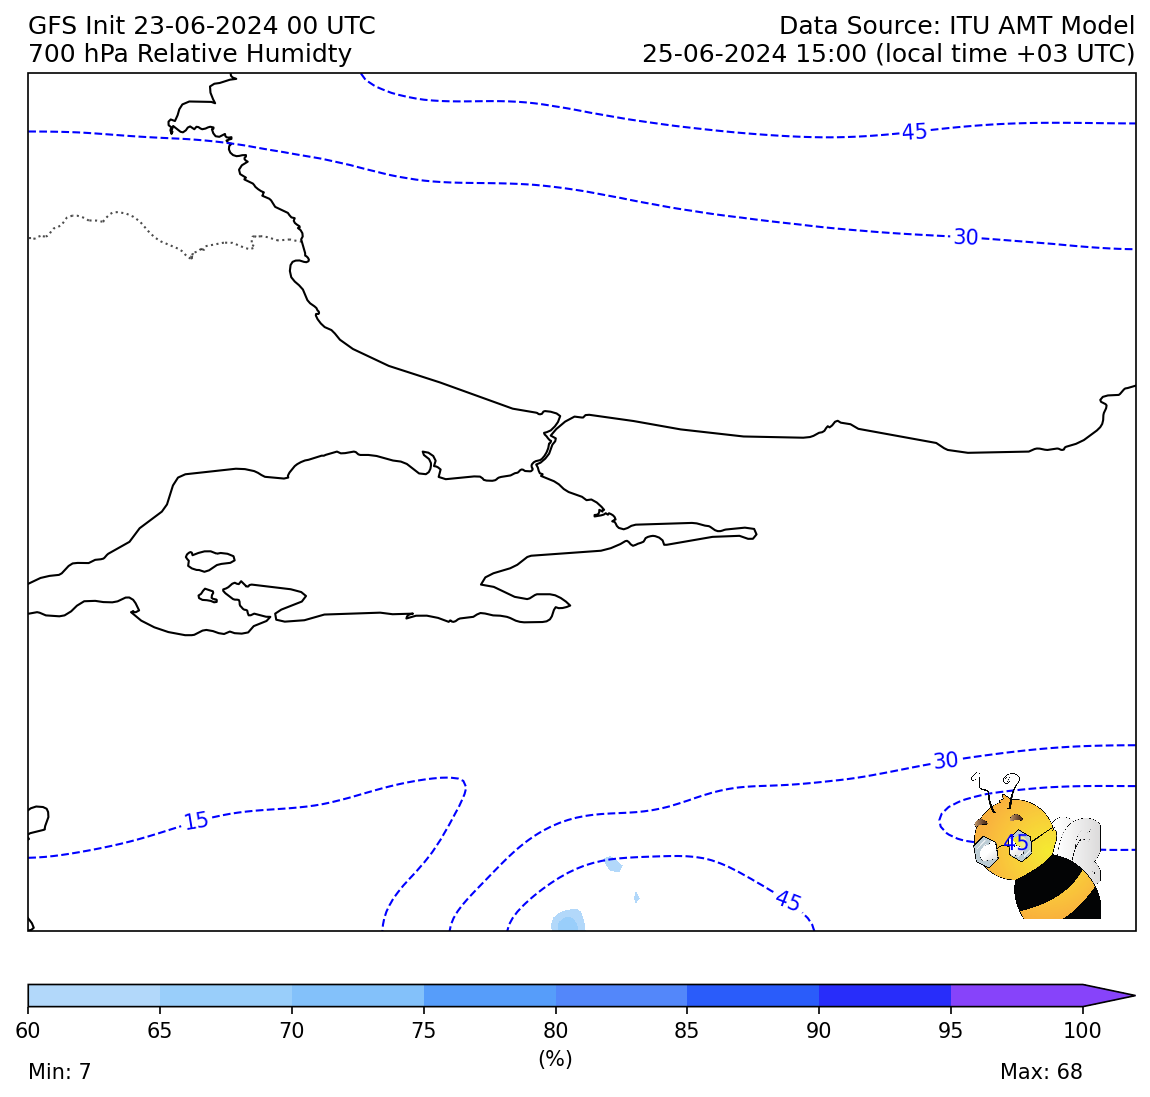 GFS Init 23-06-2024 00 UTC
Data Source: ITU AMT Model
700 hPa Relative Humidty
25-06-2024 15:00 (local time +03 UTC)
45
30
30
15
45
45
60 65 70 75 80 85 90 95 100
(%)
Min: 7
Max: 68